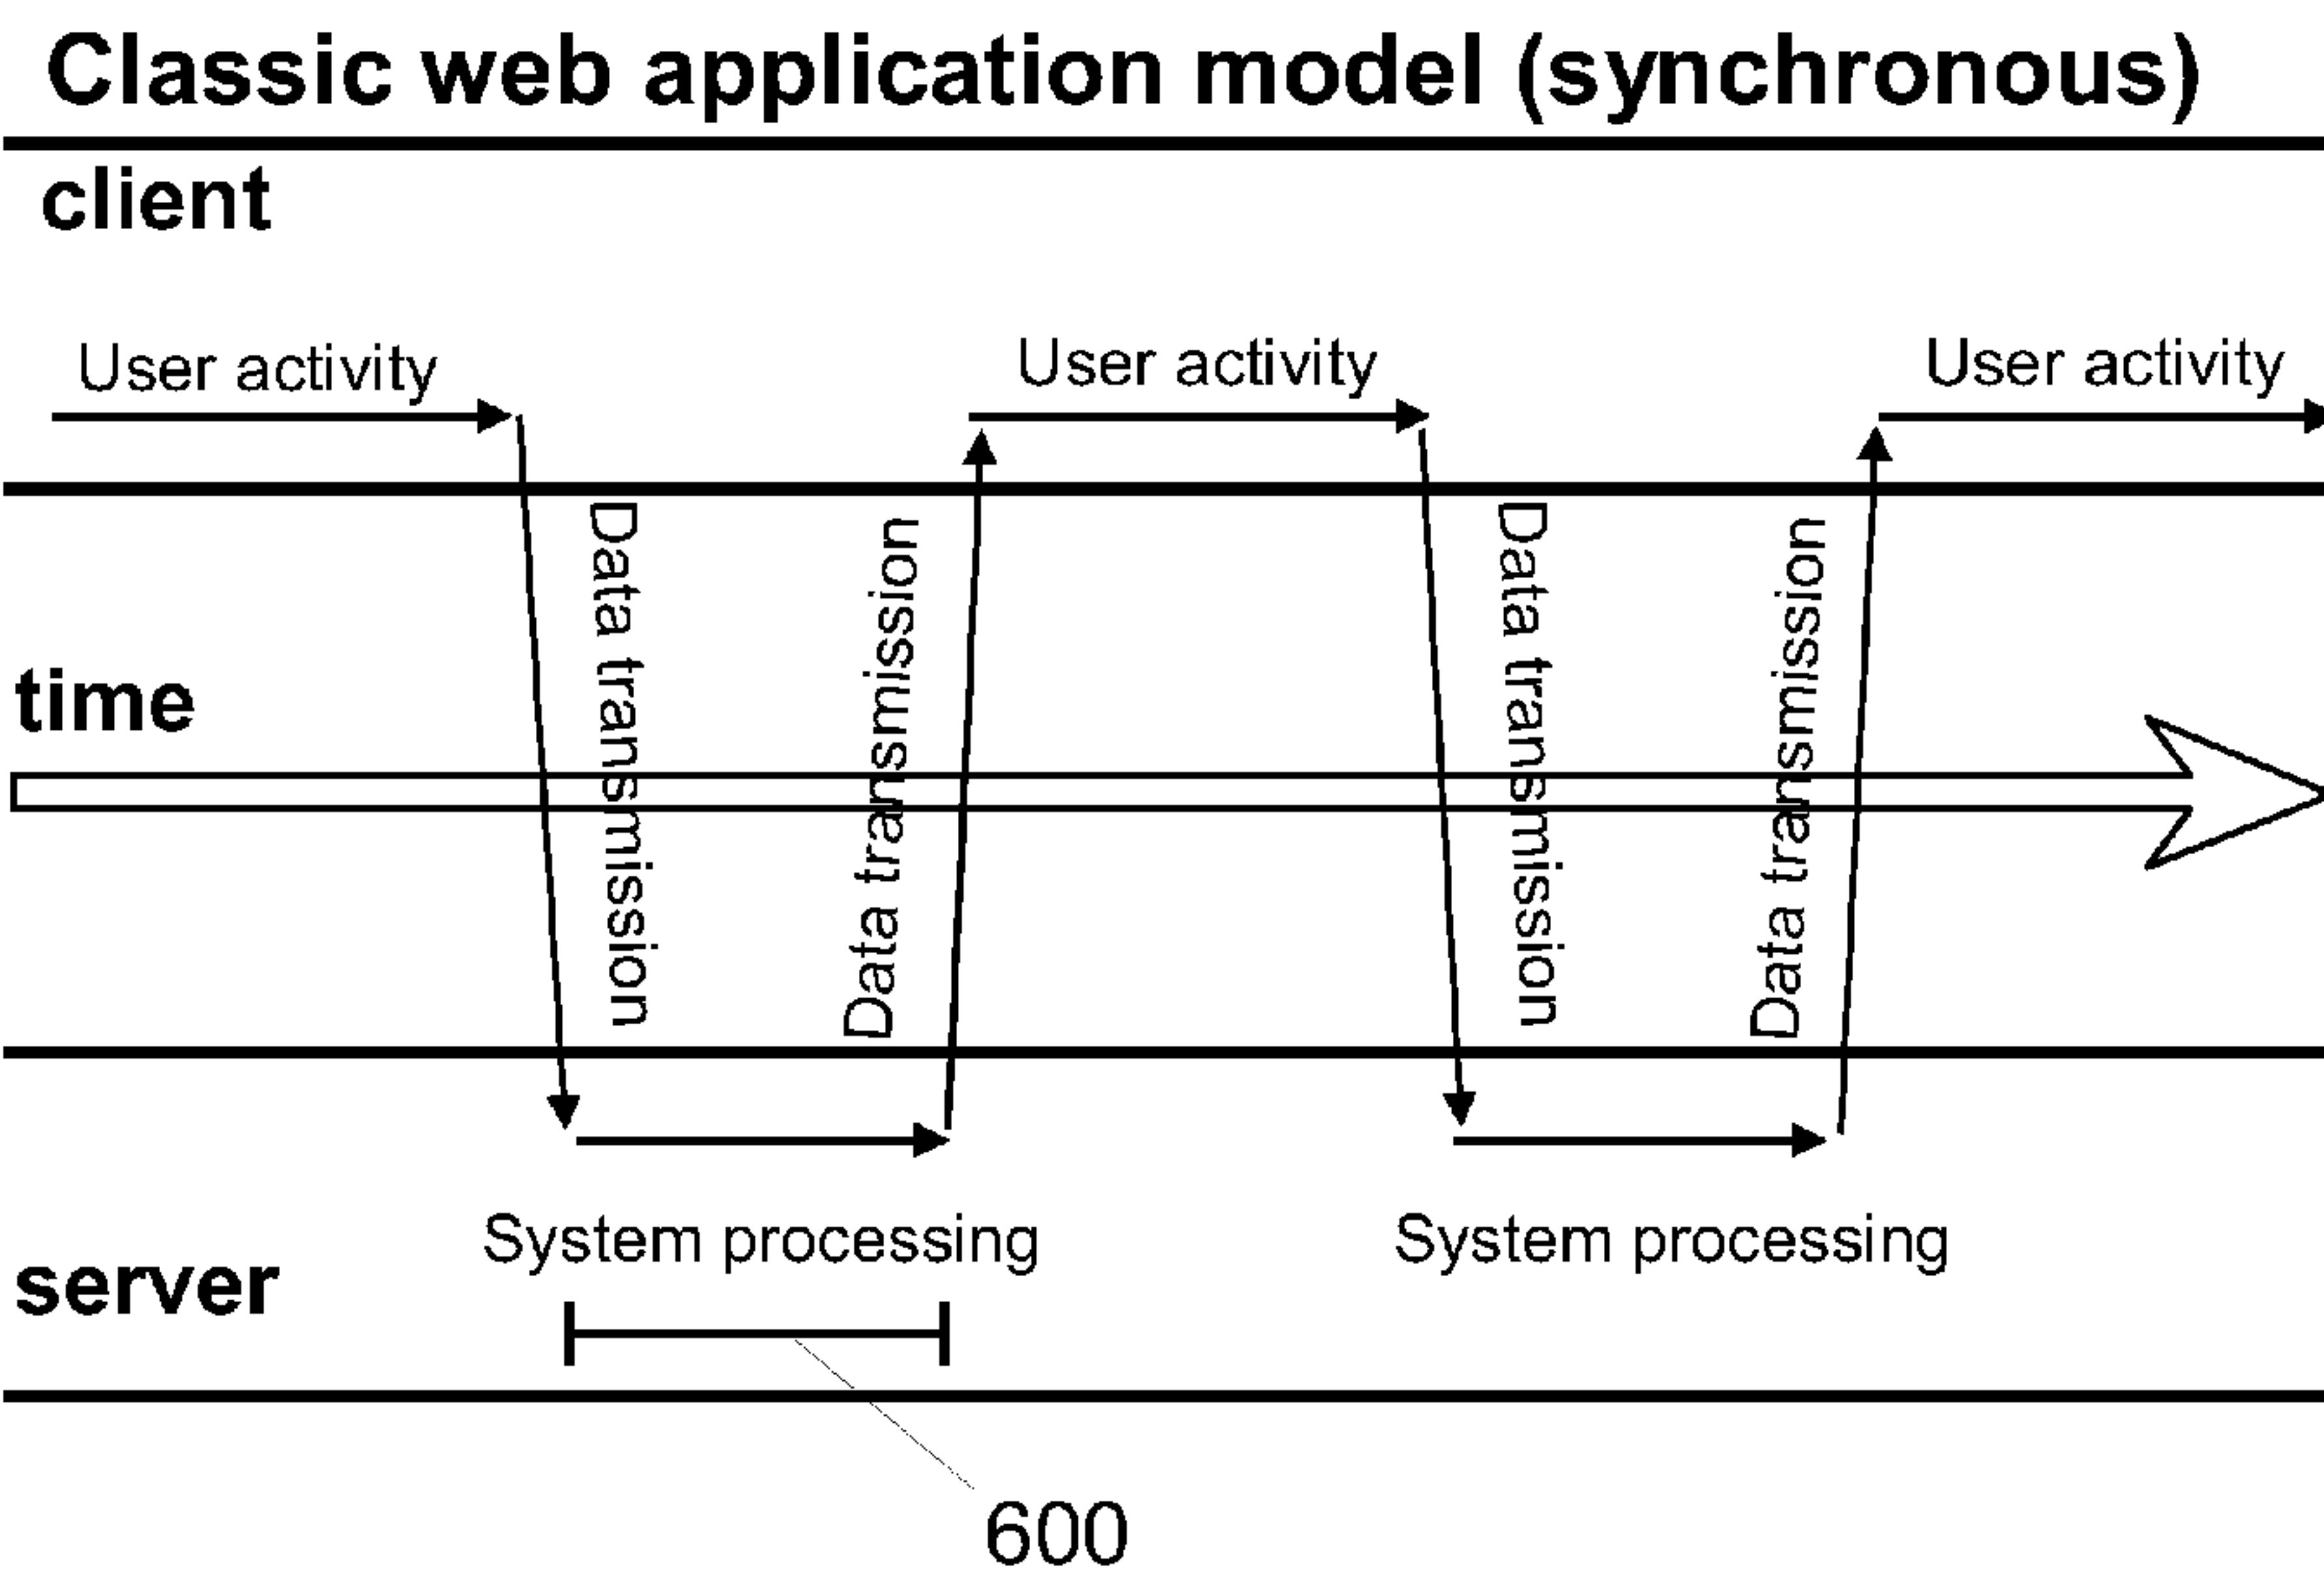 Classic web application model (synchronous)
client
User activity
User activity
User activity
Data transmission
Data transmission
Data transmission
Data transmission
time
System processing
System processing
server
600